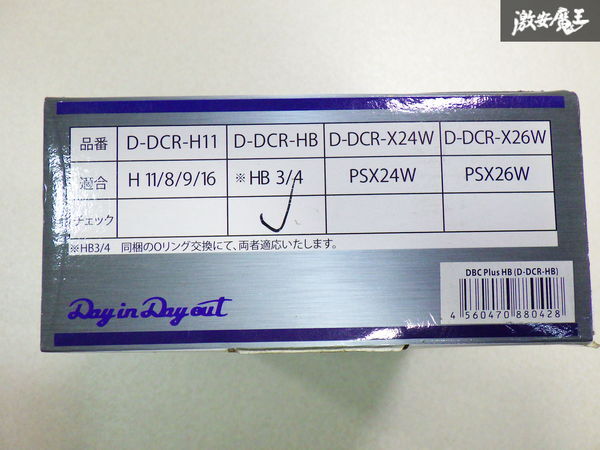 激安魔王
品番 D-DCR-H11 D-DCR-HB D-DCR-X24W D-DCR-X26W
適合 H 11/8/9/16 ※HB 3/4 PSX24W PSX26W
チェック
※HB3/4 同梱のOリング交換にて、両者適応いたします。
DBC Plus HB (D-DCR-HB)
Day in Day out
4 560470 880428